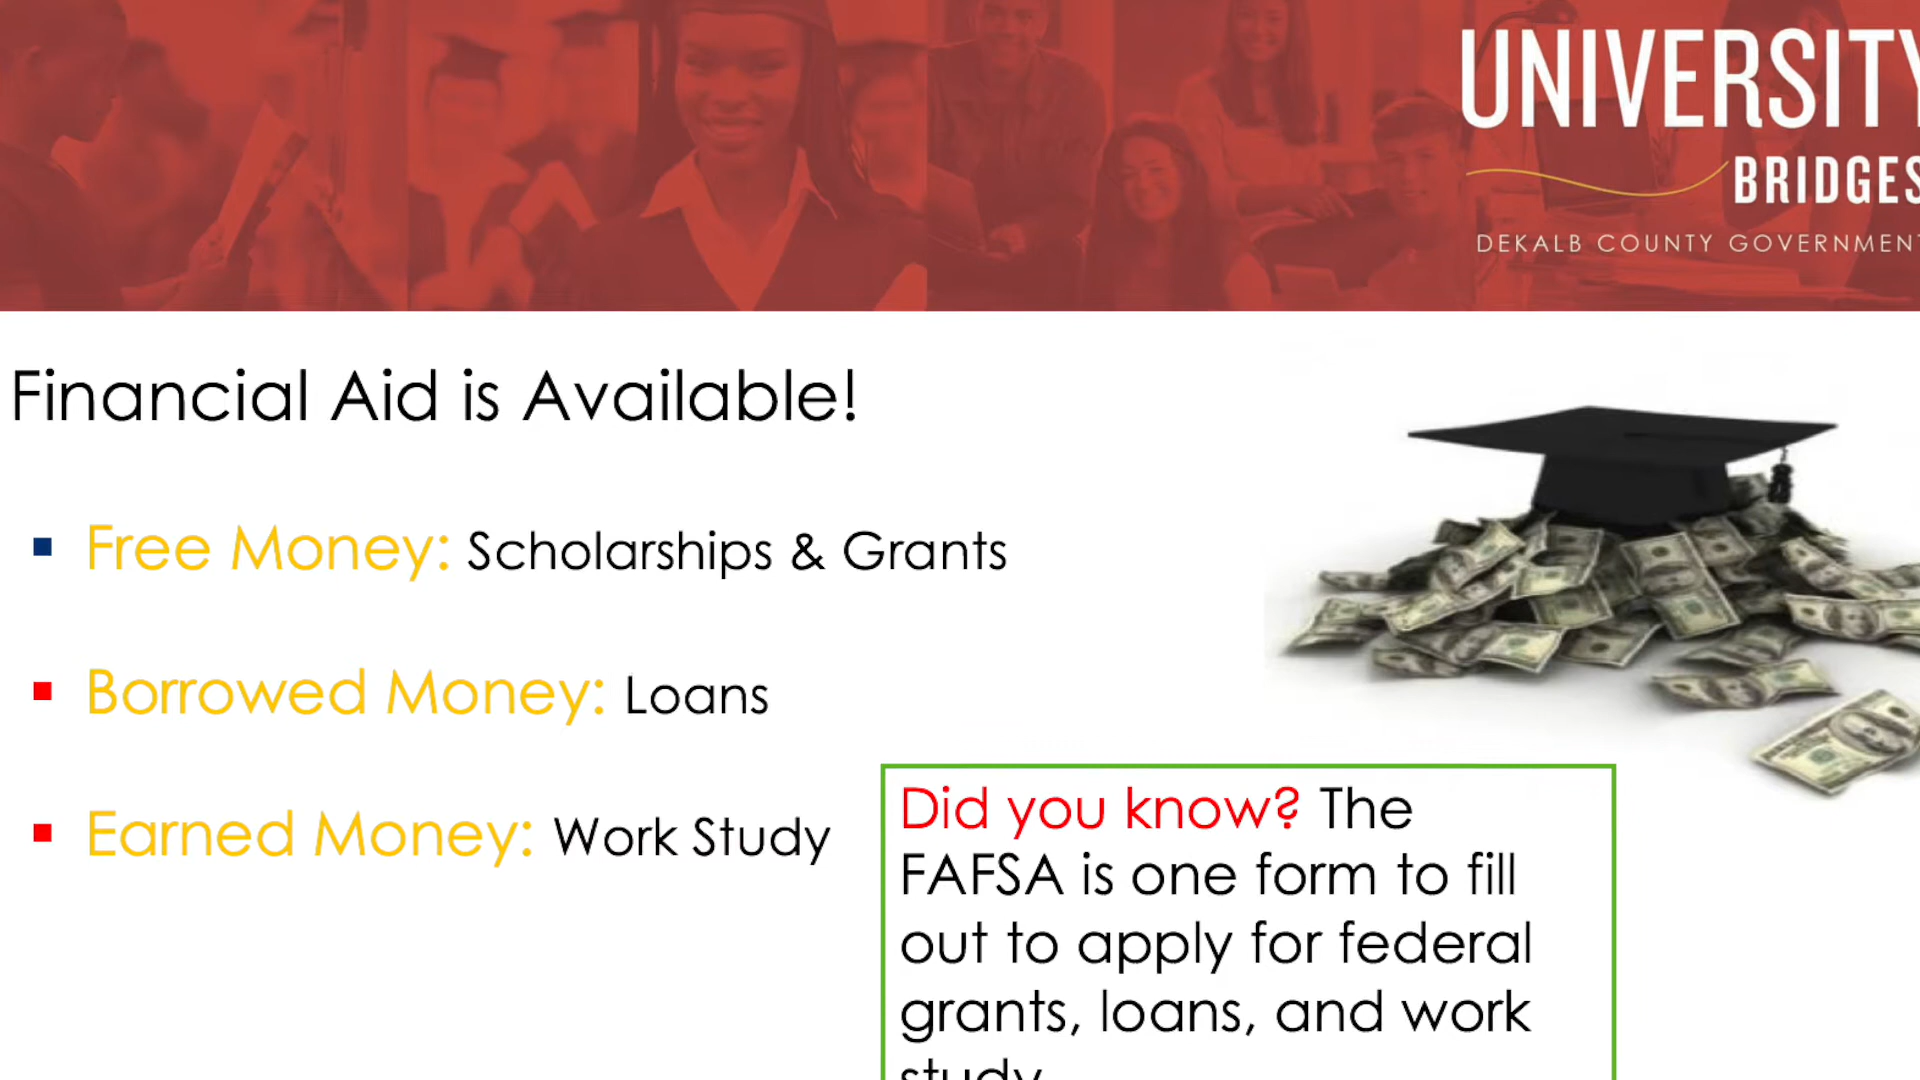 UNIVERSITY
BRIDGES
DEKALB COUNTY GOVERNMENT
Financial Aid is Available!
Free Money: Scholarships & Grants
Borrowed Money: Loans
Earned Money: Work Study
Did you know? The
FAFSA is one form to fill
out to apply for federal
grants, loans, and work
study